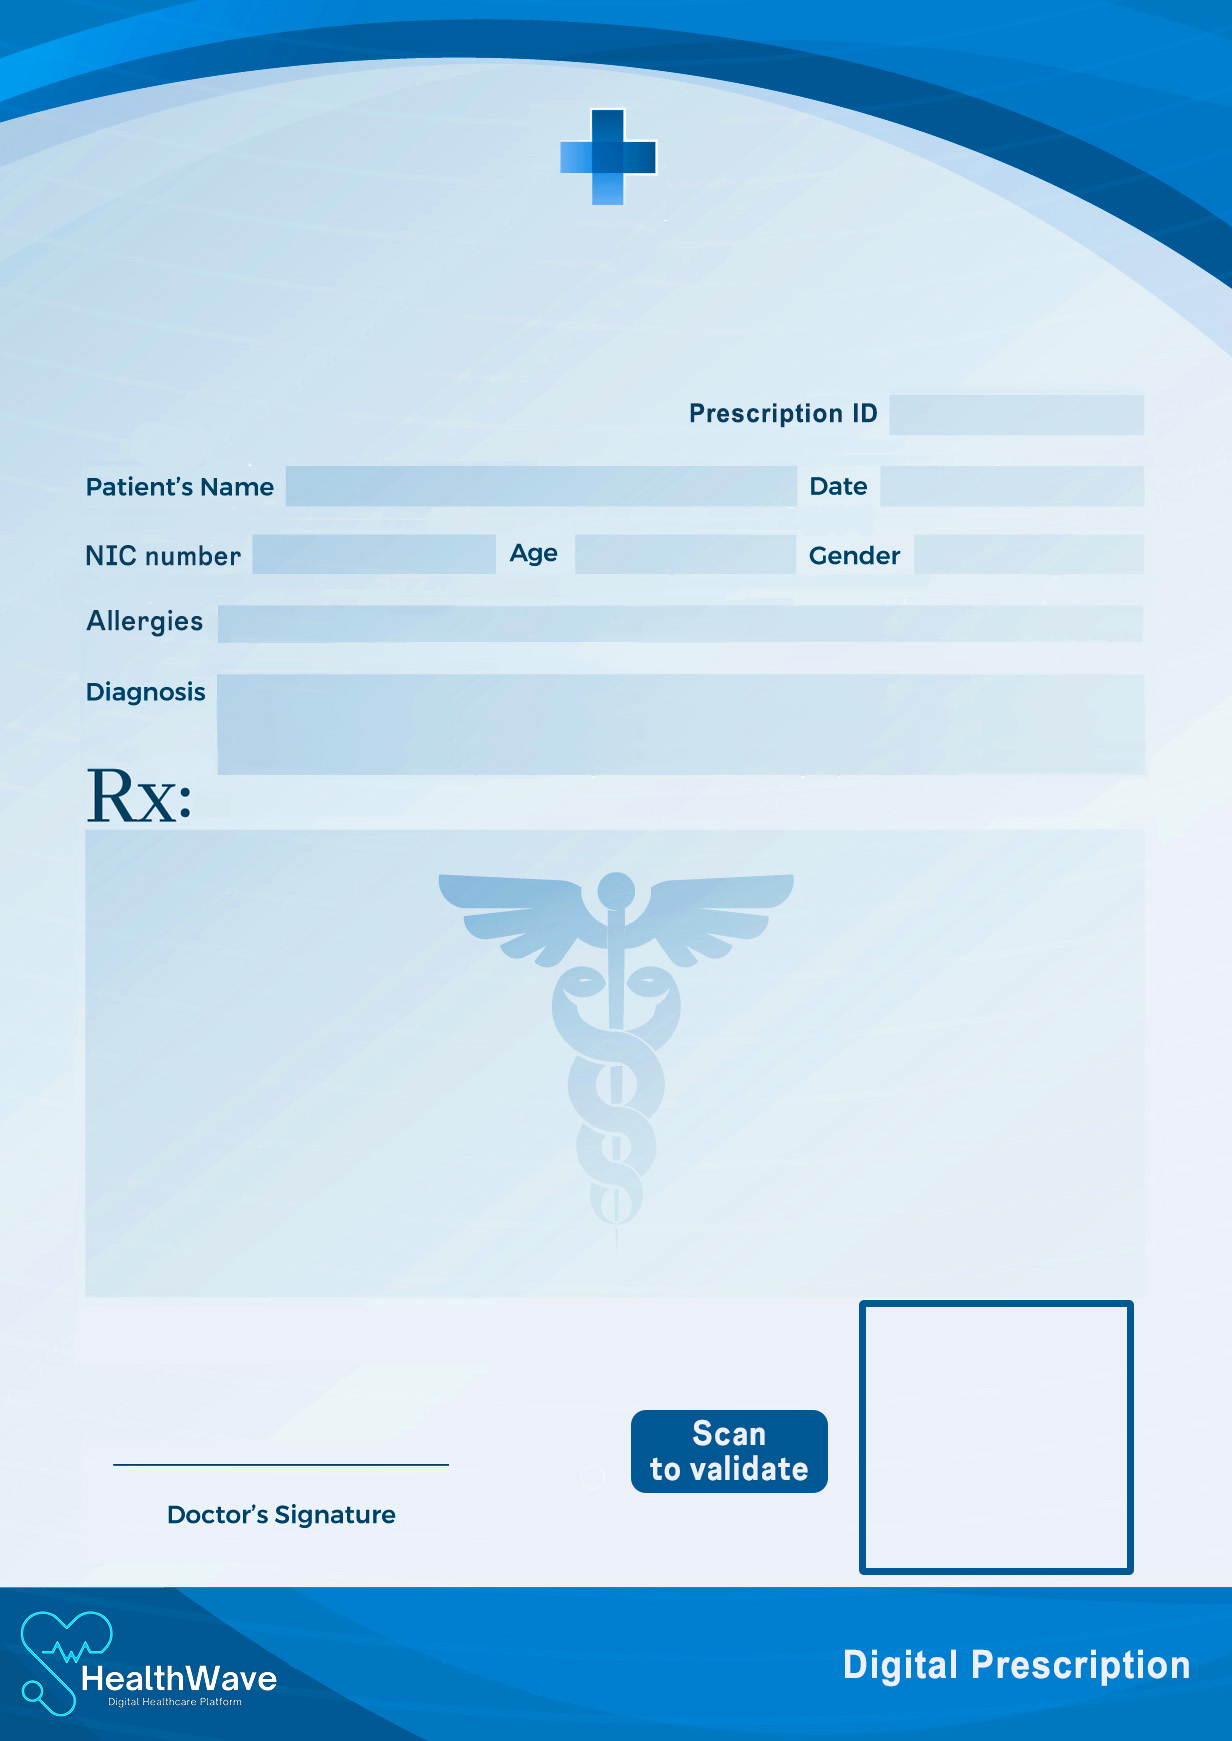 Prescription ID
Patient's Name Date
NIC number Age Gender
Allergies
Diagnosis
Rx:
Scan
to validate
Doctor's Signature
HealthWave
Digital Healthcare Platform
Digital Prescription